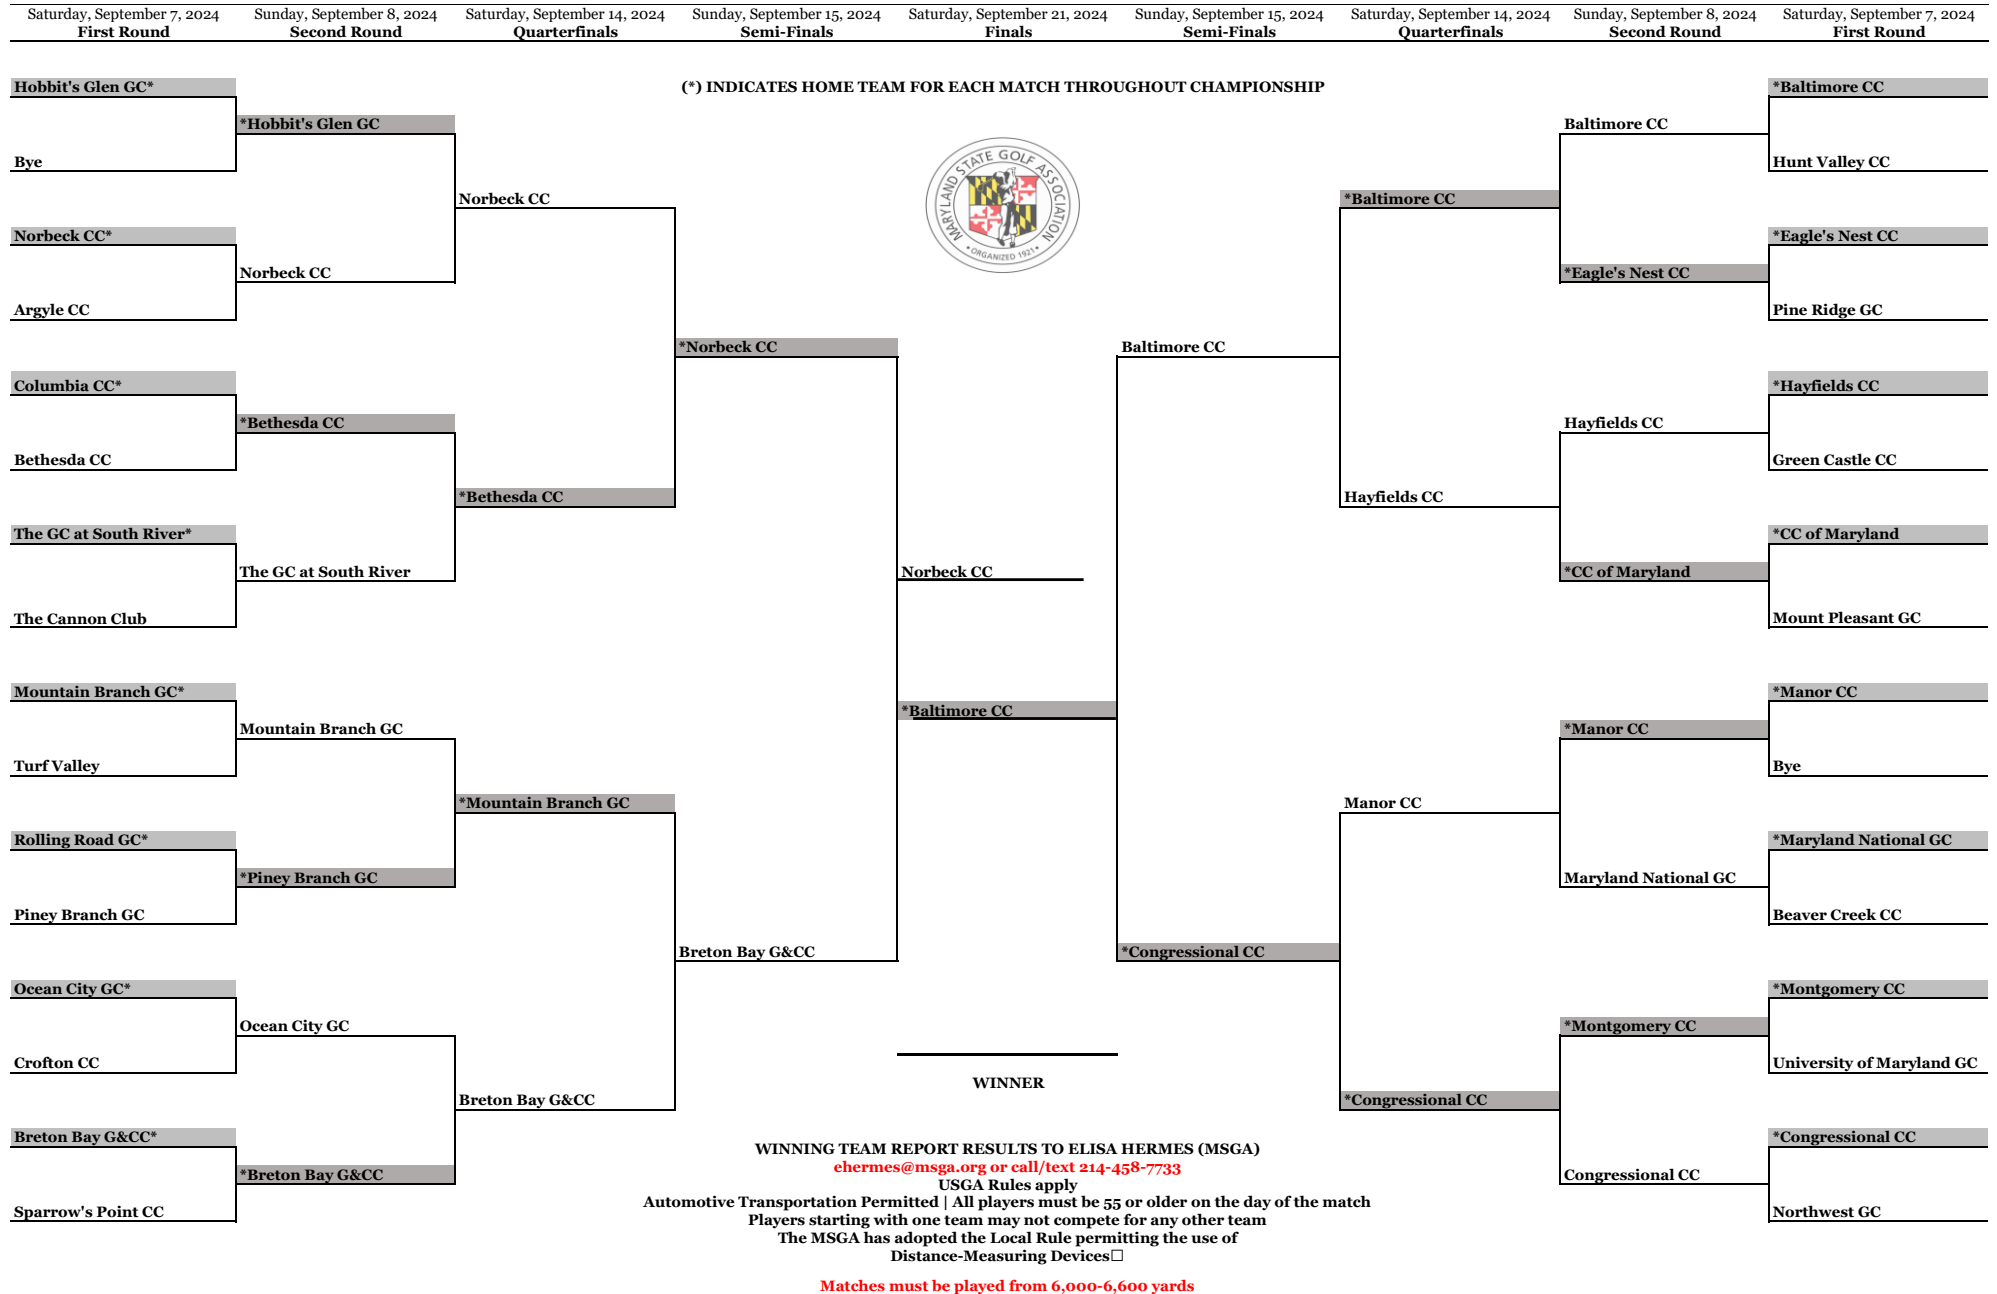 Saturday, September 7, 2024 Sunday, September 8, 2024 Saturday, September 14, 2024 Sunday, September 15, 2024 Saturday, September 21, 2024 Sunday, September 15, 2024 Saturday, September 14, 2024 Sunday, September 8, 2024 Saturday, September 7, 2024
First Round Second Round Quarterfinals Semi-Finals Finals Semi-Finals Quarterfinals Second Round First Round
Hobbit's Glen GC* (*) INDICATES HOME TEAM FOR EACH MATCH THROUGHOUT CHAMPIONSHIP *Baltimore CC
*Hobbit's Glen GC Baltimore CC
Bye Hunt Valley CC
MARYLAND STATE GOLF ASSOCIATION
• ORGANIZED 1921 •
Norbeck CC *Baltimore CC
Norbeck CC* *Eagle's Nest CC
Norbeck CC *Eagle's Nest CC
Argyle CC Pine Ridge GC
*Norbeck CC Baltimore CC
Columbia CC* *Hayfields CC
*Bethesda CC Hayfields CC
Bethesda CC Green Castle CC
*Bethesda CC Hayfields CC
The GC at South River* *CC of Maryland
The GC at South River Norbeck CC *CC of Maryland
The Cannon Club Mount Pleasant GC
Mountain Branch GC* *Manor CC
*Baltimore CC
Mountain Branch GC *Manor CC
Turf Valley Bye
*Mountain Branch GC Manor CC
Rolling Road GC* *Maryland National GC
*Piney Branch GC Maryland National GC
Piney Branch GC Beaver Creek CC
Breton Bay G&CC *Congressional CC
Ocean City GC* *Montgomery CC
Ocean City GC *Montgomery CC
Crofton CC University of Maryland GC
WINNER
Breton Bay G&CC *Congressional CC
Breton Bay G&CC* *Congressional CC
WINNING TEAM REPORT RESULTS TO ELISA HERMES (MSGA)
ehermes@msga.org or call/text 214-458-7733
*Breton Bay G&CC Congressional CC
USGA Rules apply
Automotive Transportation Permitted | All players must be 55 or older on the day of the match
Sparrow's Point CC Northwest GC
Players starting with one team may not compete for any other team
The MSGA has adopted the Local Rule permitting the use of
Distance-Measuring Devices□
Matches must be played from 6,000-6,600 yards